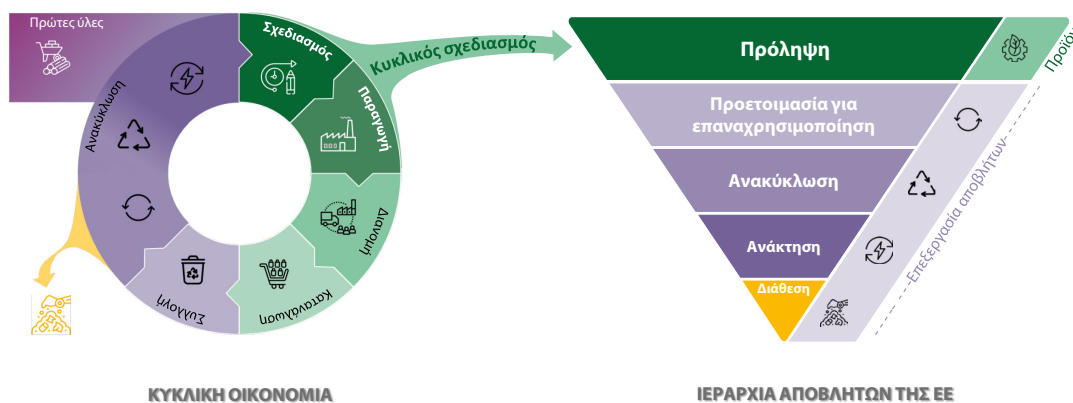 Πρώτες ύλες
Σχεδιασμός
Παραγωγή
Διανομή
Κατανάλωση
Συλλογή
Ανακύκλωση
Κυκλικός σχεδιασμός
Πρόληψη
Προετοιμασία για
επαναχρησιμοποίηση
Ανακύκλωση
Ανάκτηση
Διάθεση
Επεξεργασία αποβλήτων
ΚΥΚΛΙΚΗ ΟΙΚΟΝΟΜΙΑ
ΙΕΡΑΡΧΙΑ ΑΠΟΒΛΗΤΩΝ ΤΗΣ ΕΕ